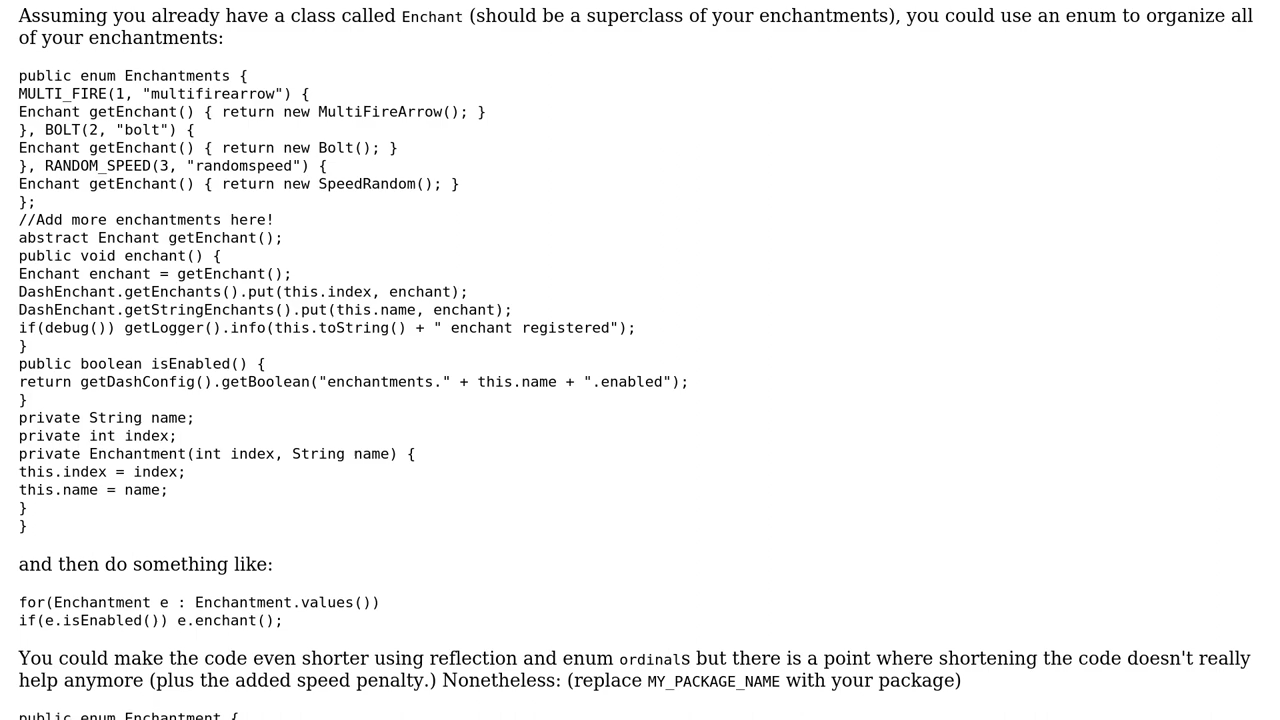 Assuming you already have a class called Enchant (should be a superclass of your enchantments), you could use an enum to organize all
of your enchantments:
public enum Enchantments {
MULTI_FIRE(1, "multifirearrow") {
Enchant getEnchant() { return new MultiFireArrow(); }
}, BOLT(2, "bolt") {
Enchant getEnchant() { return new Bolt(); }
}, RANDOM_SPEED(3, "randomspeed") {
Enchant getEnchant() { return new SpeedRandom(); }
};
//Add more enchantments here!
abstract Enchant getEnchant();
public void enchant() {
Enchant enchant = getEnchant();
DashEnchant.getEnchants().put(this.index, enchant);
DashEnchant.getStringEnchants().put(this.name, enchant);
if(debug()) getLogger().info(this.toString() + " enchant registered");
}
public boolean isEnabled() {
return getDashConfig().getBoolean("enchantments." + this.name + ".enabled");
}
private String name;
private int index;
private Enchantment(int index, String name) {
this.index = index;
this.name = name;
}
}
and then do something like:
for(Enchantment e : Enchantment.values())
if(e.isEnabled()) e.enchant();
You could make the code even shorter using reflection and enum ordinals but there is a point where shortening the code doesn't really
help anymore (plus the added speed penalty.) Nonetheless: (replace MY_PACKAGE_NAME with your package)
public enum Enchantment {